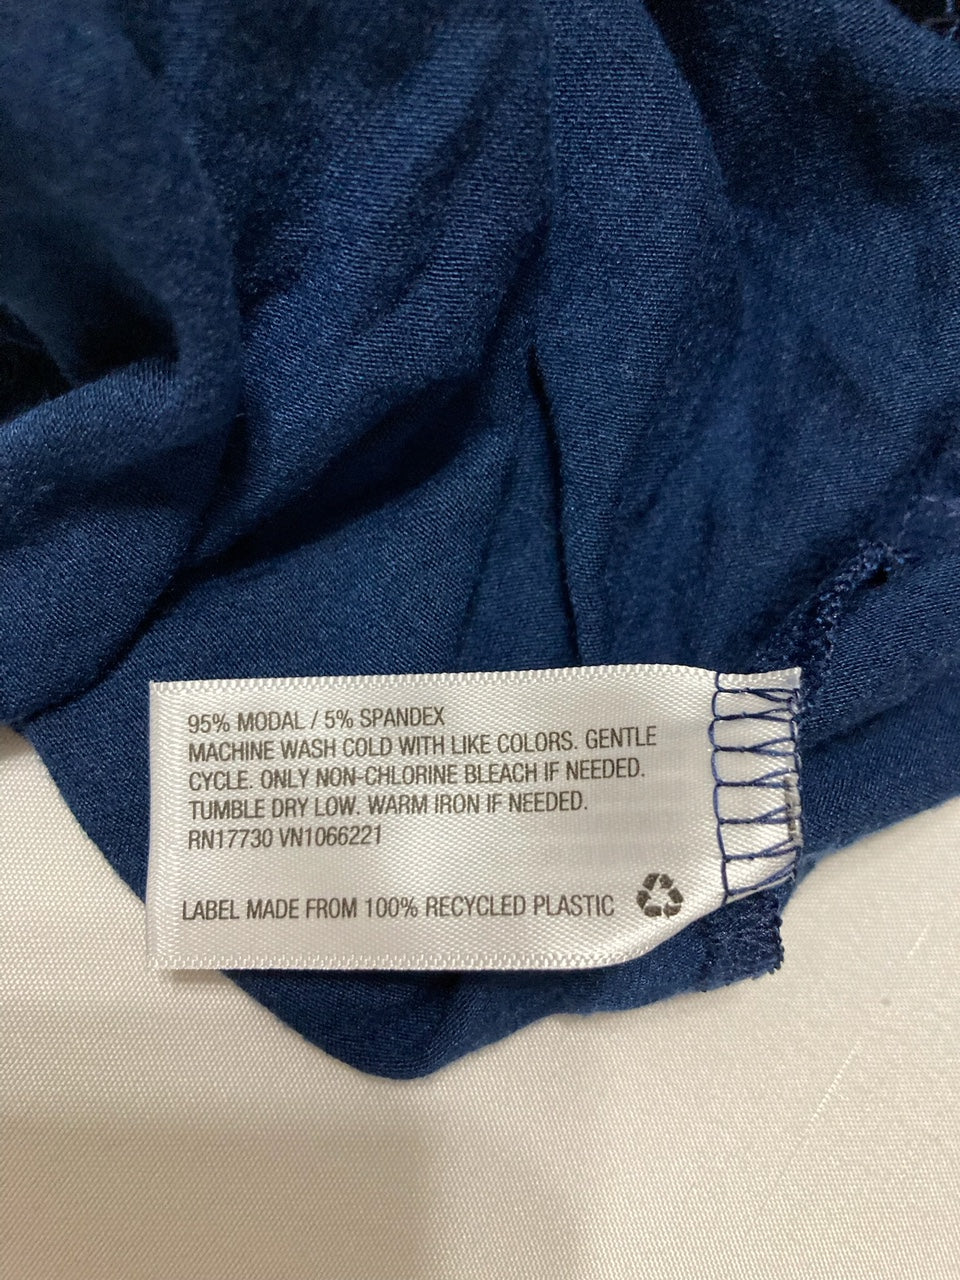 95% MODAL / 5% SPANDEX
MACHINE WASH COLD WITH LIKE COLORS. GENTLE
CYCLE. ONLY NON-CHLORINE BLEACH IF NEEDED.
TUMBLE DRY LOW. WARM IRON IF NEEDED.
RN17730 VN1066221
LABEL MADE FROM 100% RECYCLED PLASTIC